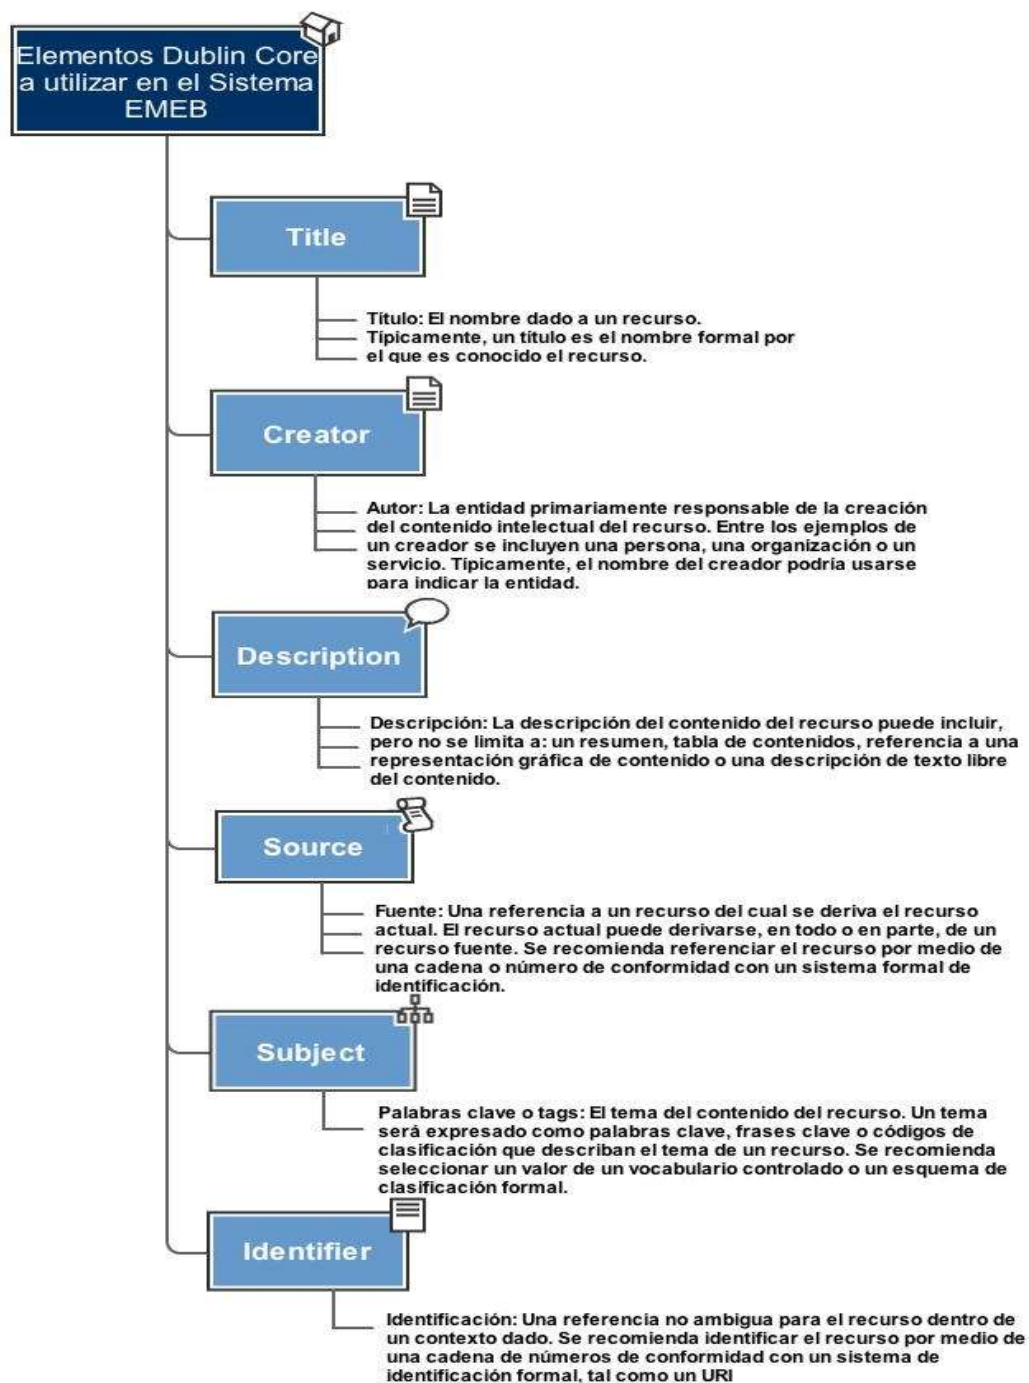 Elementos Dublin Core
a utilizar en el Sistema
EMEB
Title
Título: El nombre dado a un recurso.
Típicamente, un título es el nombre formal por
el que es conocido el recurso.
Creator
Autor: La entidad primariamente responsable de la creación
del contenido intelectual del recurso. Entre los ejemplos de
un creador se incluyen una persona, una organización o un
servicio. Típicamente, el nombre del creador podría usarse
para indicar la entidad.
Description
Descripción: La descripción del contenido del recurso puede incluir,
pero no se limita a: un resumen, tabla de contenidos, referencia a una
representación gráfica de contenido o una descripción de texto libre
del contenido.
Source
Fuente: Una referencia a un recurso del cual se deriva el recurso
actual. El recurso actual puede derivarse, en todo o en parte, de un
recurso fuente. Se recomienda referenciar el recurso por medio de
una cadena o número de conformidad con un sistema formal de
identificación.
Subject
Palabras clave o tags: El tema del contenido del recurso. Un tema
será expresado como palabras clave, frases clave o códigos de
clasificación que describan el tema de un recurso. Se recomienda
seleccionar un valor de un vocabulario controlado o un esquema de
clasificación formal.
Identifier
Identificación: Una referencia no ambigua para el recurso dentro de
un contexto dado. Se recomienda identificar el recurso por medio de
una cadena de números de conformidad con un sistema de
identificación formal, tal como un URI